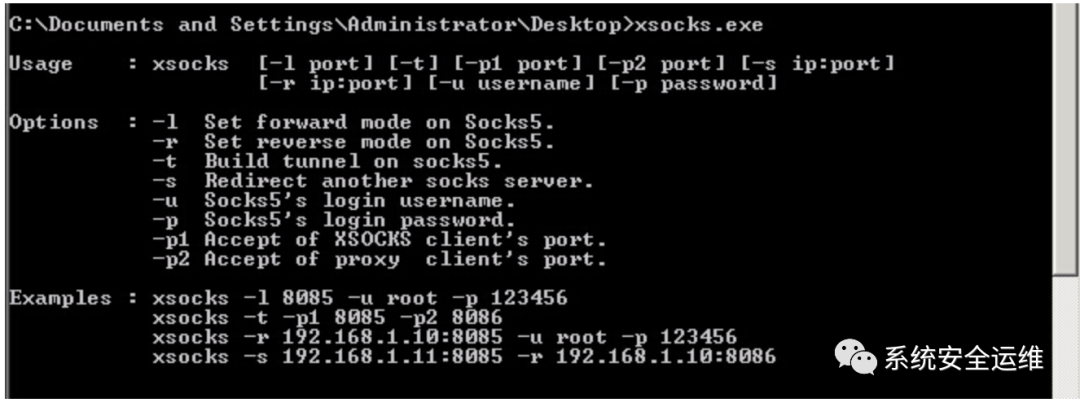 C:\Documents and Settings\Administrator\Desktop>xsocks.exe
Usage : xsocks [-l port] [-t] [-p1 port] [-p2 port] [-s ip:port]
[-r ip:port] [-u username] [-p password]
Options : -l Set forward mode on Socks5.
-r Set reverse mode on Socks5.
-t Build tunnel on socks5.
-s Redirect another socks server.
-u Socks5's login username.
-p Socks5's login password.
-p1 Accept of XSOCKS client's port.
-p2 Accept of proxy client's port.
Examples : xsocks -l 8085 -u root -p 123456
xsocks -t -p1 8085 -p2 8086
xsocks -r 192.168.1.10:8085 -u root -p 123456
xsocks -s 192.168.1.11:8085 -r 192.168.1.10:8086
系统安全运维